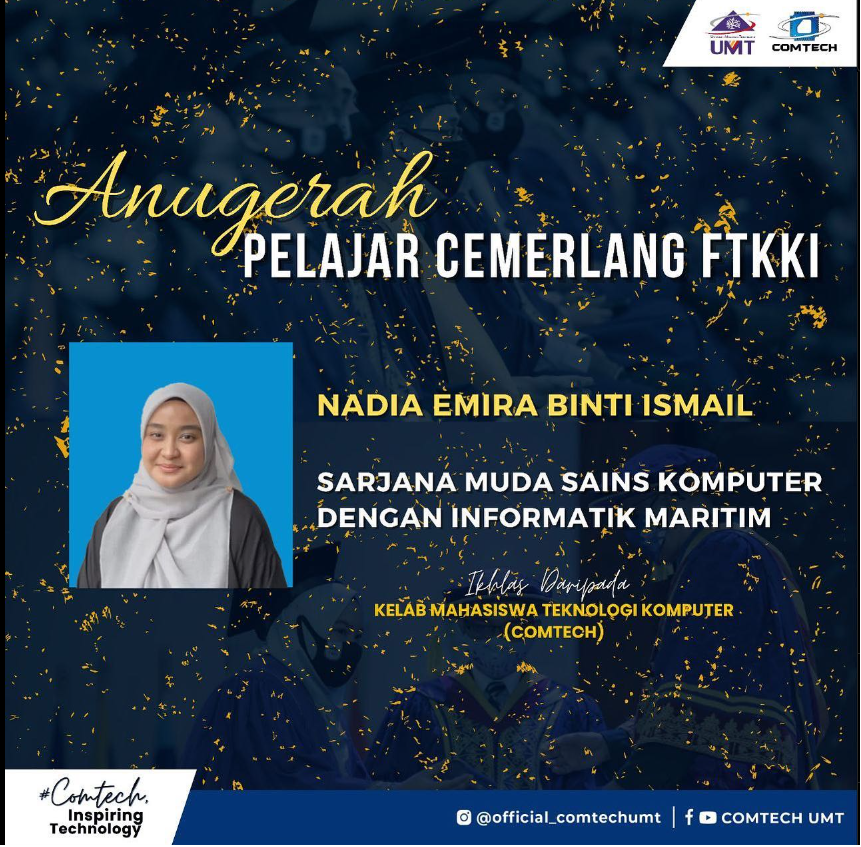 UMT
COMTECH
Anugerah
PELAJAR CEMERLANG FTKKI
NADIA EMIRA BINTI ISMAIL
SARJANA MUDA SAINS KOMPUTER
DENGAN INFORMATIK MARITIM
Ikhlas Daripada
KELAB MAHASISWA TEKNOLOGI KOMPUTER
(COMTECH)
#Comtech,
Inspiring
Technology
@official_comtechumt | COMTECH UMT